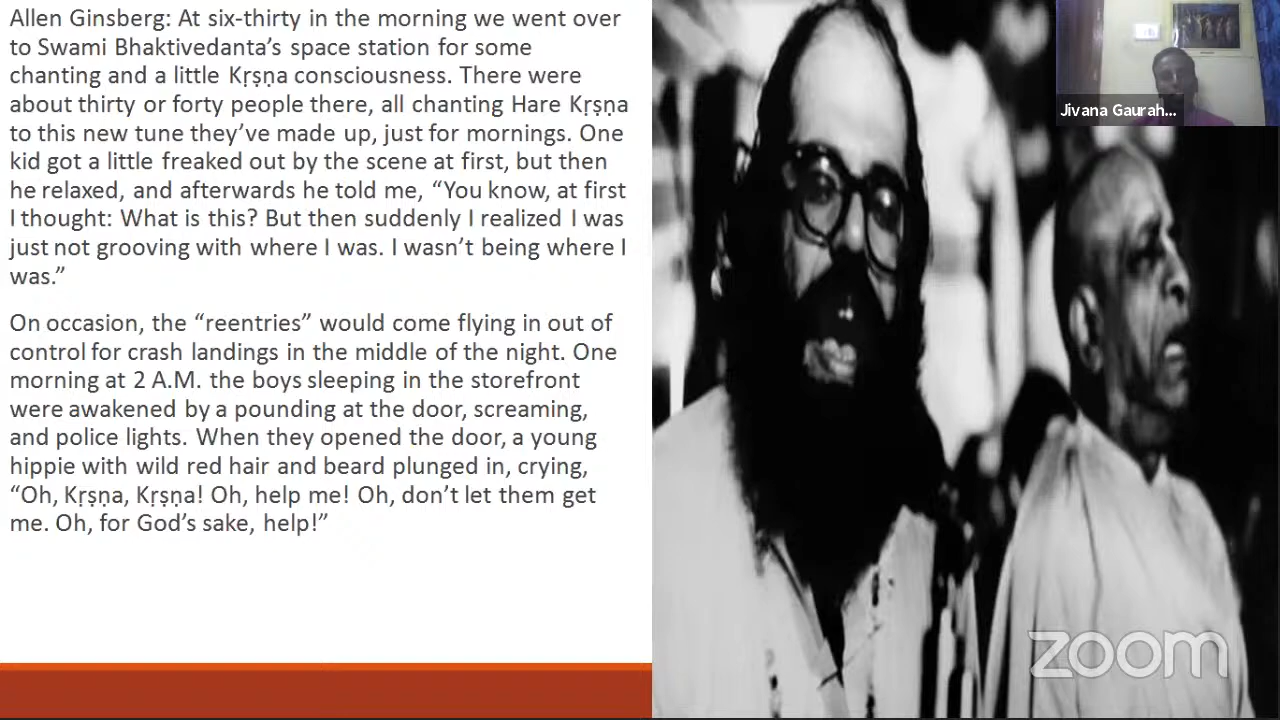 Allen Ginsberg: At six-thirty in the morning we went over
to Swami Bhaktivedanta’s space station for some
chanting and a little Kṛṣṇa consciousness. There were
about thirty or forty people there, all chanting Hare Kṛṣṇa
to this new tune they’ve made up, just for mornings. One
kid got a little freaked out by the scene at first, but then
he relaxed, and afterwards he told me, “You know, at first
I thought: What is this? But then suddenly I realized I was
just not grooving with where I was. I wasn’t being where I
was.”
On occasion, the “reentries” would come flying in out of
control for crash landings in the middle of the night. One
morning at 2 A.M. the boys sleeping in the storefront
were awakened by a pounding at the door, screaming,
and police lights. When they opened the door, a young
hippie with wild red hair and beard plunged in, crying,
“Oh, Kṛṣṇa, Kṛṣṇa! Oh, help me! Oh, don’t let them get
me. Oh, for God’s sake, help!”
Jivana Gaurah...
zoom